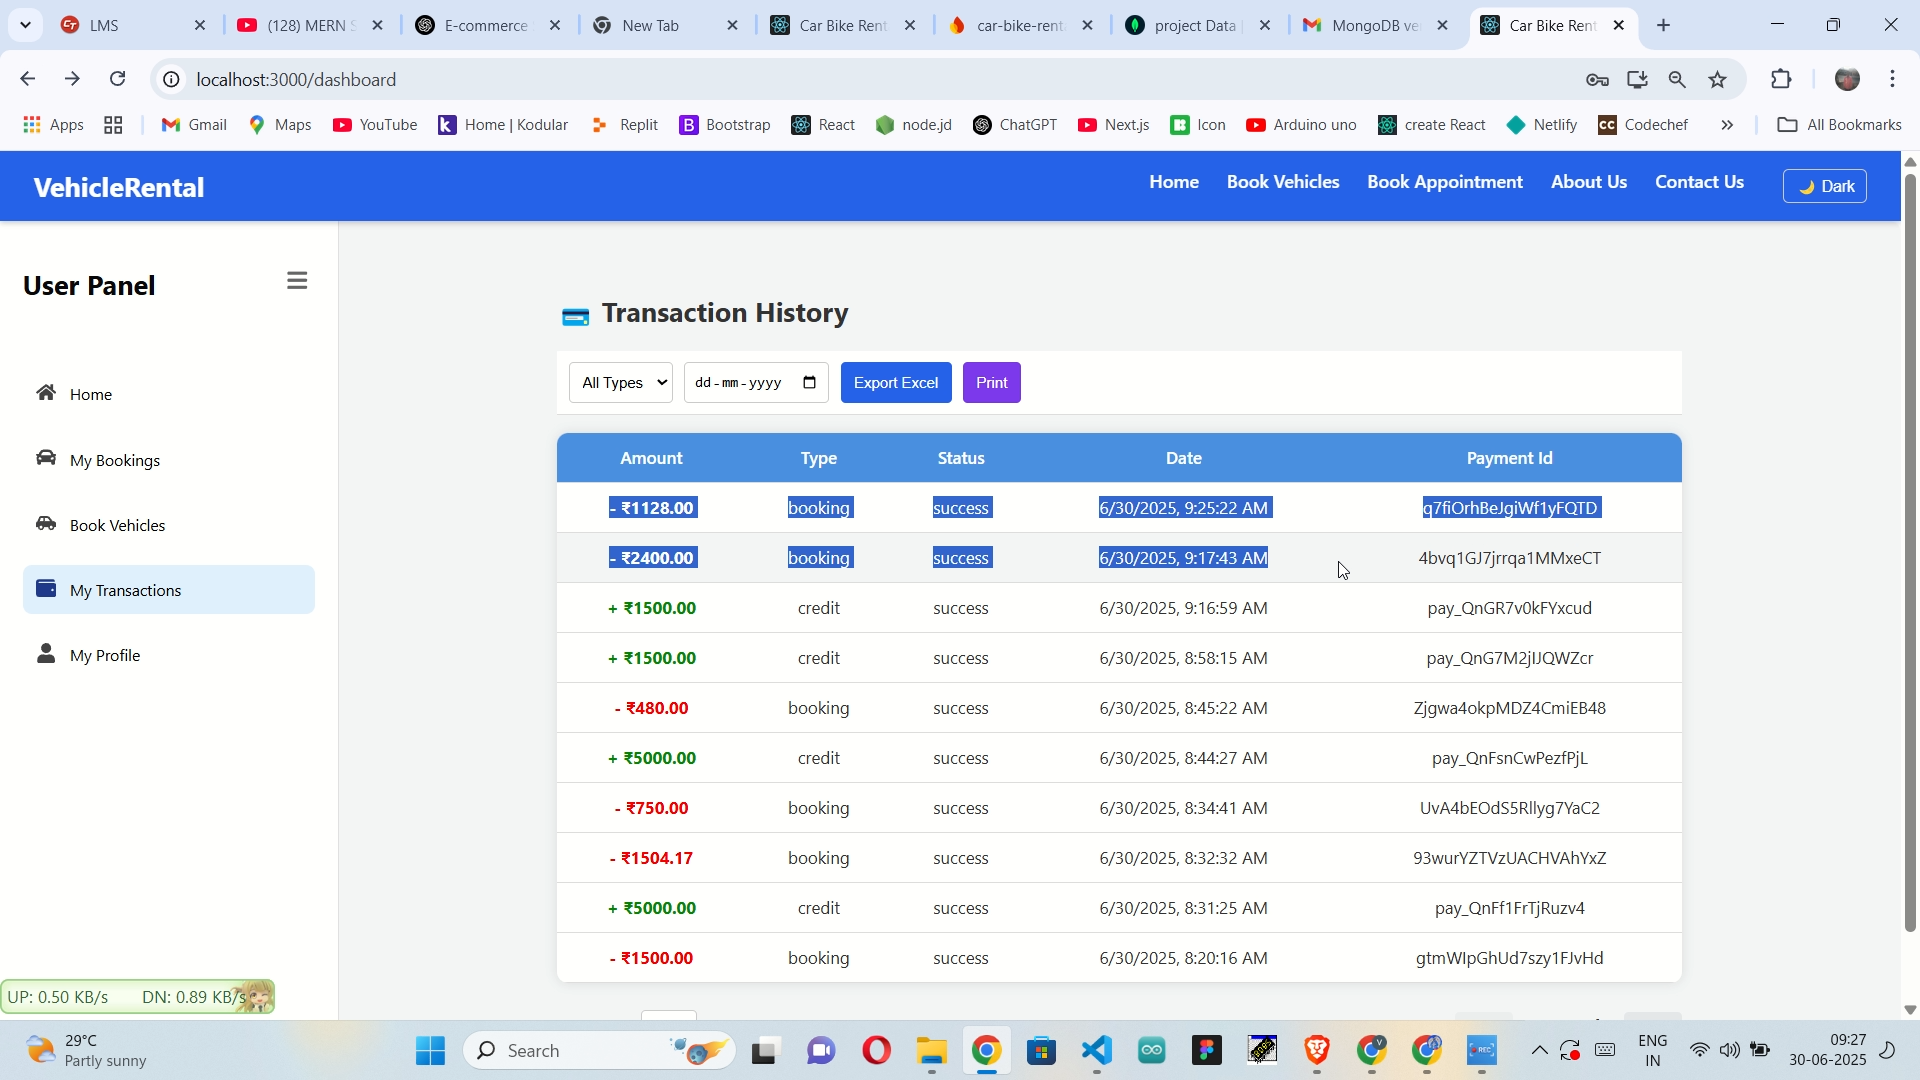 LMS
(128) MERN S
E-commerce
New Tab
Car Bike Rent
car-bike-renta
project Data |
MongoDB ve
Car Bike Rent
localhost:3000/dashboard
Apps
Gmail
Maps
YouTube
Home | Kodular
Replit
Bootstrap
React
node.jd
ChatGPT
Next.js
Icon
Arduino uno
create React
Netlify
Codechef
All Bookmarks
VehicleRental
Home
Book Vehicles
Book Appointment
About Us
Contact Us
🌙 Dark
User Panel
Home
My Bookings
Book Vehicles
My Transactions
My Profile
Transaction History
All Types
dd-mm-yyyy
Export Excel
Print
Amount Type Status Date Payment Id
- ₹1128.00 booking success 6/30/2025, 9:25:22 AM q7fiOrhBeJgiWf1yFQTD
- ₹2400.00 booking success 6/30/2025, 9:17:43 AM 4bvq1GJ7jrrqa1MMxeCT
+ ₹1500.00 credit success 6/30/2025, 9:16:59 AM pay_QnGR7v0kFYxcud
+ ₹1500.00 credit success 6/30/2025, 8:58:15 AM
- ₹480.00 booking success 6/30/2025, 8:45:22 AM Zjgwa4okpMDZ4CmiEB48
+ ₹5000.00 credit success 6/30/2025, 8:44:27 AM pay_QnFsnCwPezfPjL
- ₹750.00 booking success 6/30/2025, 8:34:41 AM
- ₹1504.17 booking success 6/30/2025, 8:32:32 AM 93wurYZTVzUACHVAhYxZ
+ ₹5000.00 credit success 6/30/2025, 8:31:25 AM pay_QnFf1FrTjRuzv4
- ₹1500.00 booking success 6/30/2025, 8:20:16 AM
UP: 0.50 KB/s DN: 0.89 KB/s
29°C
Partly sunny
Search
REC
ENG
IN
09:27
30-06-2025